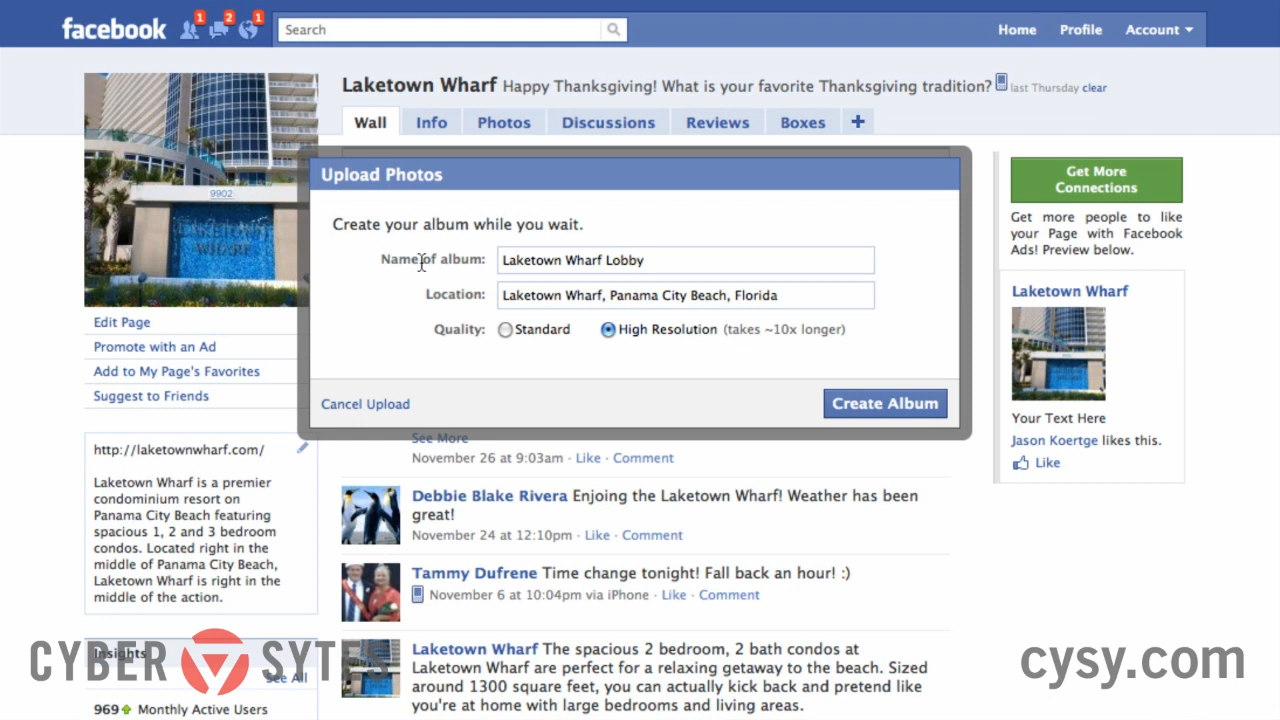 facebook
1
2
1
Search
Home
Profile
Account
Laketown Wharf Happy Thanksgiving! What is your favorite Thanksgiving tradition? last Thursday clear
Wall
Info
Photos
Discussions
Reviews
Boxes
+
9902
LAKETOWN
WHARF
Edit Page
Promote with an Ad
Add to My Page's Favorites
Suggest to Friends
http://laketownwharf.com/
Laketown Wharf is a premier
condominium resort on
Panama City Beach featuring
spacious 1, 2 and 3 bedroom
condos. Located right in the
middle of Panama City Beach,
Laketown Wharf is right in the
middle of the action.
Insights
See All
969 Monthly Active Users
Upload Photos
Create your album while you wait.
Name of album: Laketown Wharf Lobby
Location: Laketown Wharf, Panama City Beach, Florida
Quality: Standard High Resolution (takes ~10x longer)
Cancel Upload
Create Album
See More
November 26 at 9:03am · Like · Comment
Debbie Blake Rivera Enjoing the Laketown Wharf! Weather has been
great!
November 24 at 12:10pm · Like · Comment
Tammy Dufrene Time change tonight! Fall back an hour! :)
November 6 at 10:04pm via iPhone · Like · Comment
Laketown Wharf The spacious 2 bedroom, 2 bath condos at
Laketown Wharf are perfect for a relaxing getaway to the beach. Sized
around 1300 square feet, you can actually kick back and pretend like
you're at home with large bedrooms and living areas.
Get More
Connections
Get more people to like
your Page with Facebook
Ads! Preview below.
Laketown Wharf
Your Text Here
Jason Koertge likes this.
Like
CYBER SYTES
cysy.com